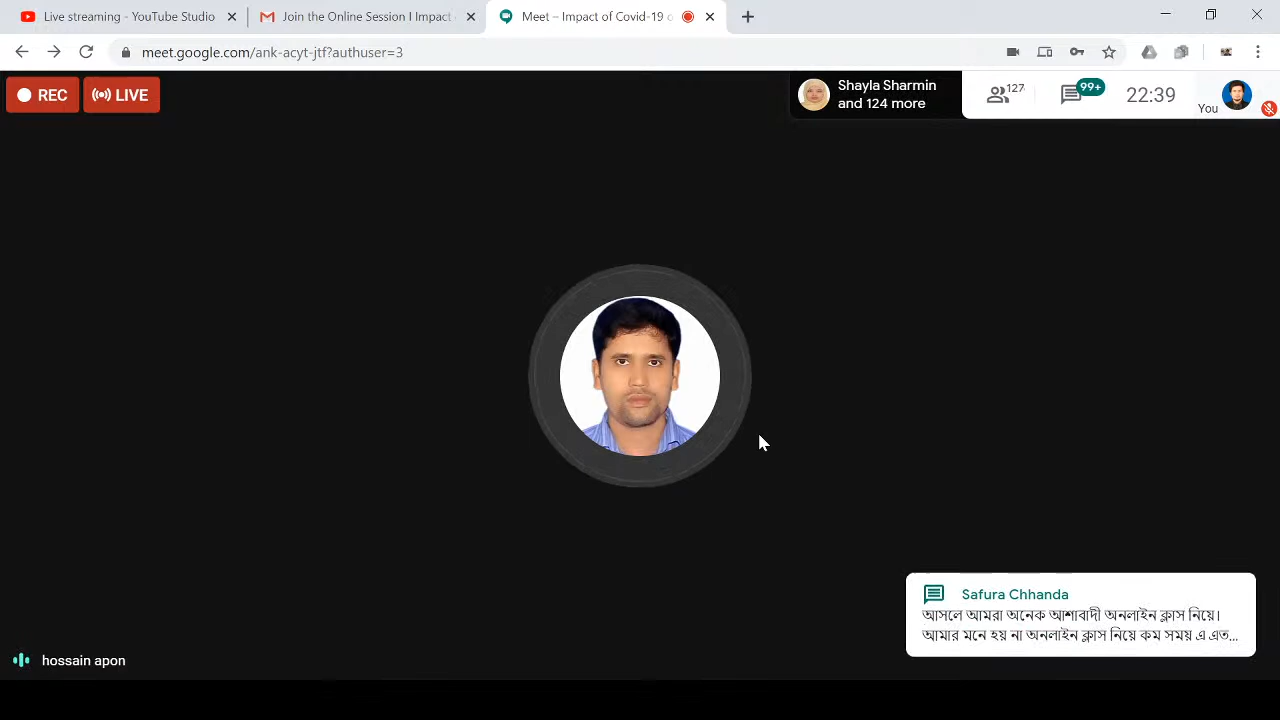 Live streaming - YouTube Studio
Join the Online Session I Impact
Meet – Impact of Covid-19 o
meet.google.com/ank-acyt-jtf?authuser=3
REC
LIVE
Shayla Sharmin
and 124 more
127
99+
22:39
You
Safura Chhanda
আসলে আমরা অনেক আশাবাদী অনলাইন ক্লাস নিয়ে।
আমার মনে হয় না অনলাইন ক্লাস নিয়ে কম সময় এ এত...
hossain apon